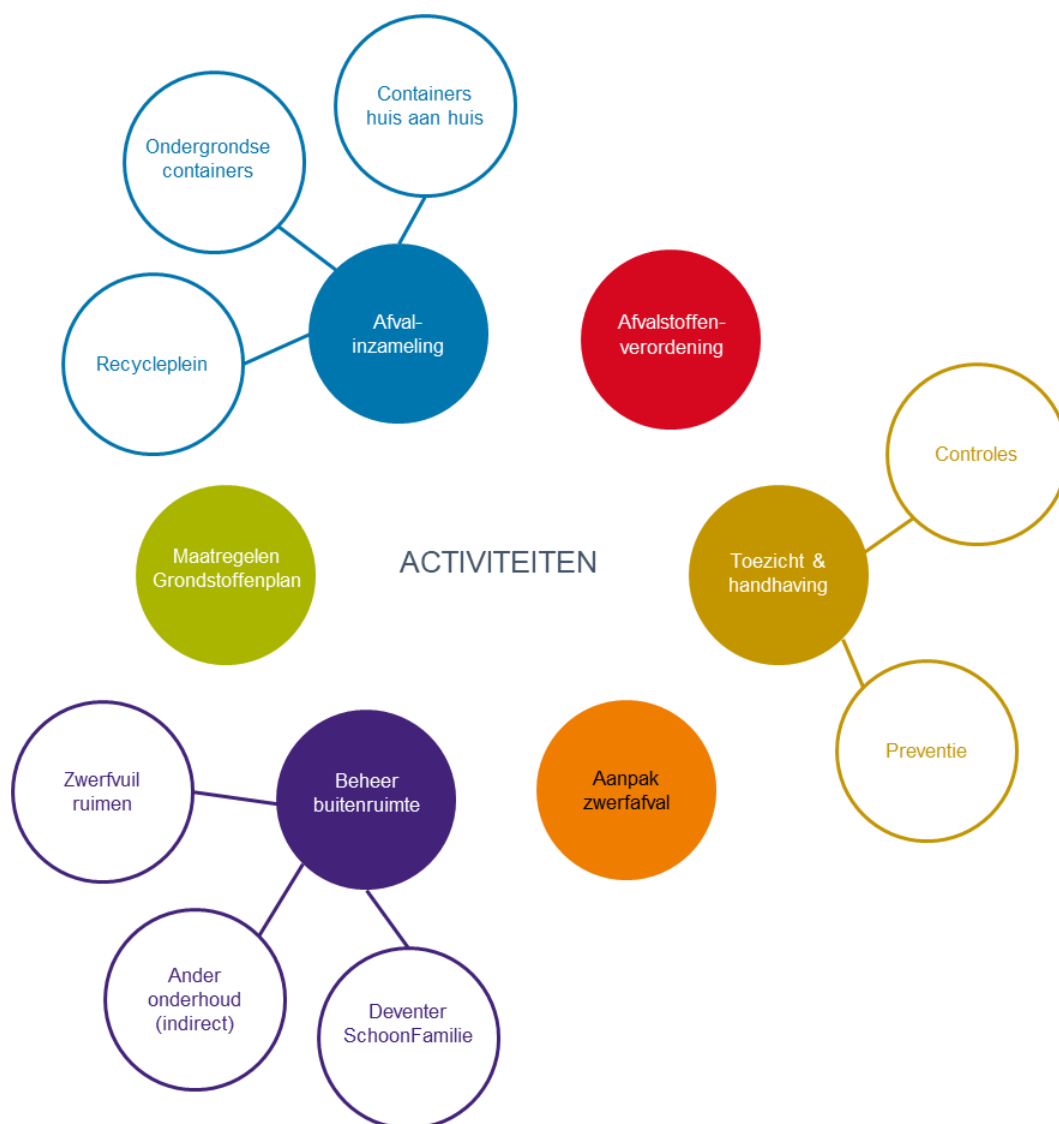 Containers
huis aan huis
Ondergrondse
containers
Recycleplein
Afval-
inzameling
Afvalstoffen-
verordening
Controles
Maatregelen
Grondstoffenplan
ACTIVITEITEN
Toezicht &
handhaving
Preventie
Zwerfvuil
ruimen
Beheer
buitenruimte
Aanpak
zwerfafval
Ander
onderhoud
(indirect)
Deventer
SchoonFamilie